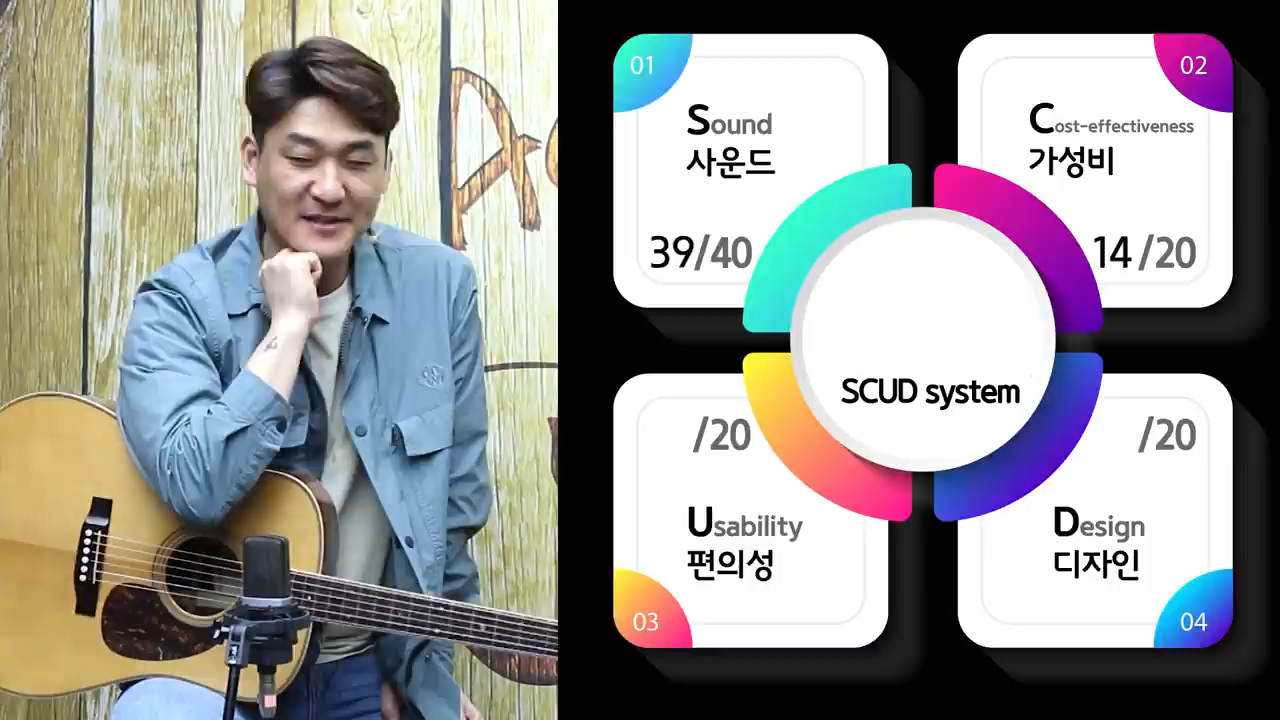 01
Sound
사운드
39/40
02
Cost-effectiveness
가성비
14 /20
SCUD system
/20
Usability
편의성
03
/20
Design
디자인
04